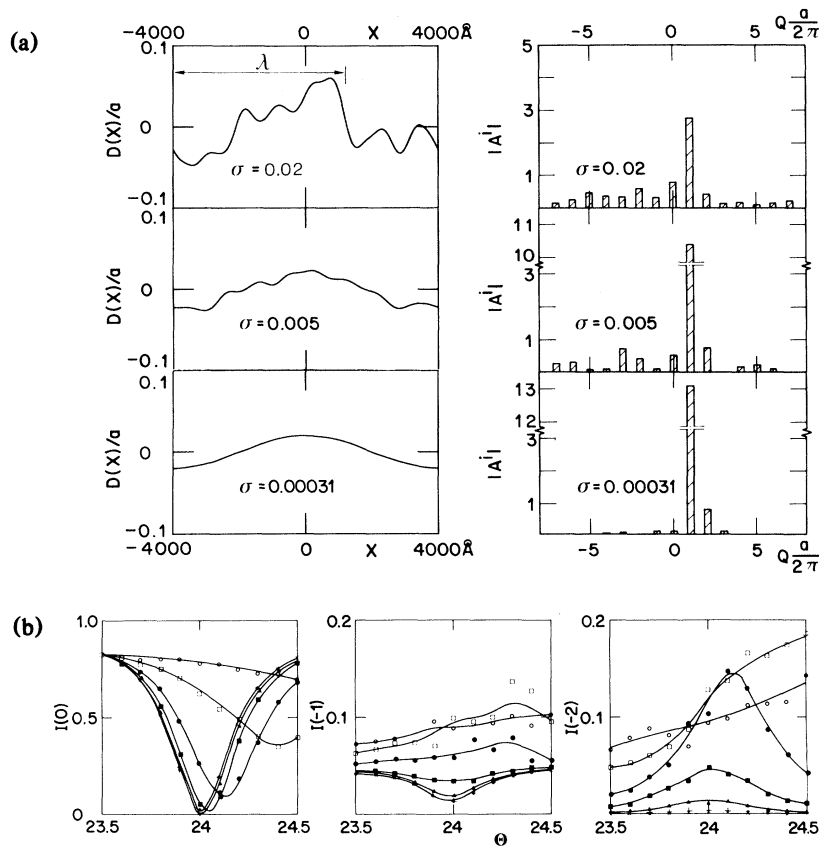 (a)
-4000 0 X 4000Å
0.1
0
-0.1
D(X)/a
λ
σ = 0.02
0.1
0
-0.1
D(X)/a
σ = 0.005
0.1
0
-0.1
D(X)/a
σ = 0.00031
-4000 0 X 4000Å
-5 0 5 Q a/2π
5
3
1
|Aⁱ|
σ = 0.02
11
10
3
1
|Aⁱ|
σ = 0.005
13
12
3
1
|Aⁱ|
σ = 0.00031
-5 0 5 Q a/2π
(b)
1.0
0.5
0
I(0)
23.5 24 24.5
0.2
0.1
I(-1)
23.5 24 24.5
Θ
0.2
0.1
I(-2)
23.5 24 24.5